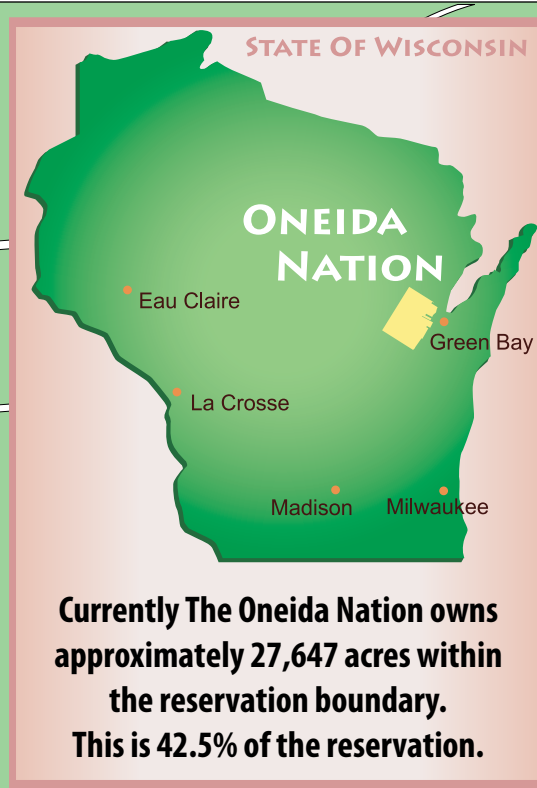 State Of Wisconsin
Oneida
Nation
Eau Claire
Green Bay
La Crosse
Madison
Milwaukee
Currently The Oneida Nation owns
approximately 27,647 acres within
the reservation boundary.
This is 42.5% of the reservation.